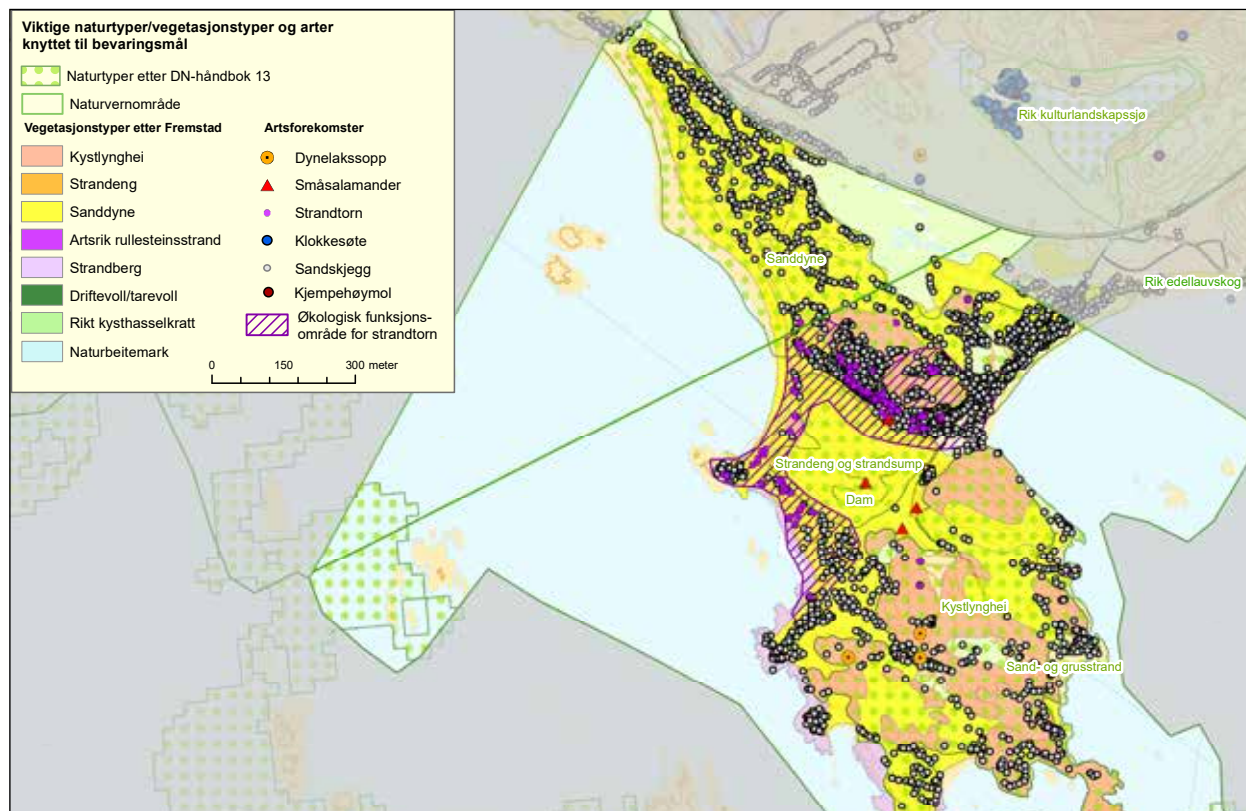 Viktige naturtyper/vegetasjonstyper og arter
knyttet til bevaringsmål
Naturtyper etter DN-håndbok 13
Naturvernområde
Vegetasjonstyper etter Fremstad
Kystlynghei
Strandeng
Sanddyne
Artsrik rullesteinsstrand
Strandberg
Driftevoll/tarevoll
Rikt kysthasselkratt
Naturbeitemark
Artsforekomster
Dynelakssopp
Småsalamander
Strandtorn
Klokkesøte
Sandskjegg
Kjempehøymol
Økologisk funksjons-
område for strandtorn
0 150 300 meter
Rik kulturlandskapssjø
Sanddyne
Rik edellauvskog
Strandeng og strandsump
Dam
Kystlynghei
Sand- og grusstrand